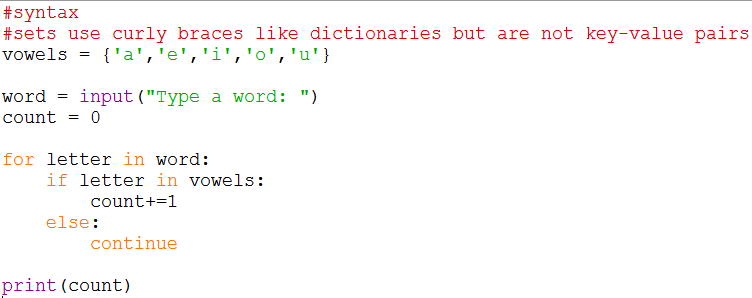 #syntax
#sets use curly braces like dictionaries but are not key-value pairs
vowels = {'a','e','i','o','u'}
word = input("Type a word: ")
count = 0
for letter in word:
    if letter in vowels:
        count+=1
    else:
        continue
print(count)